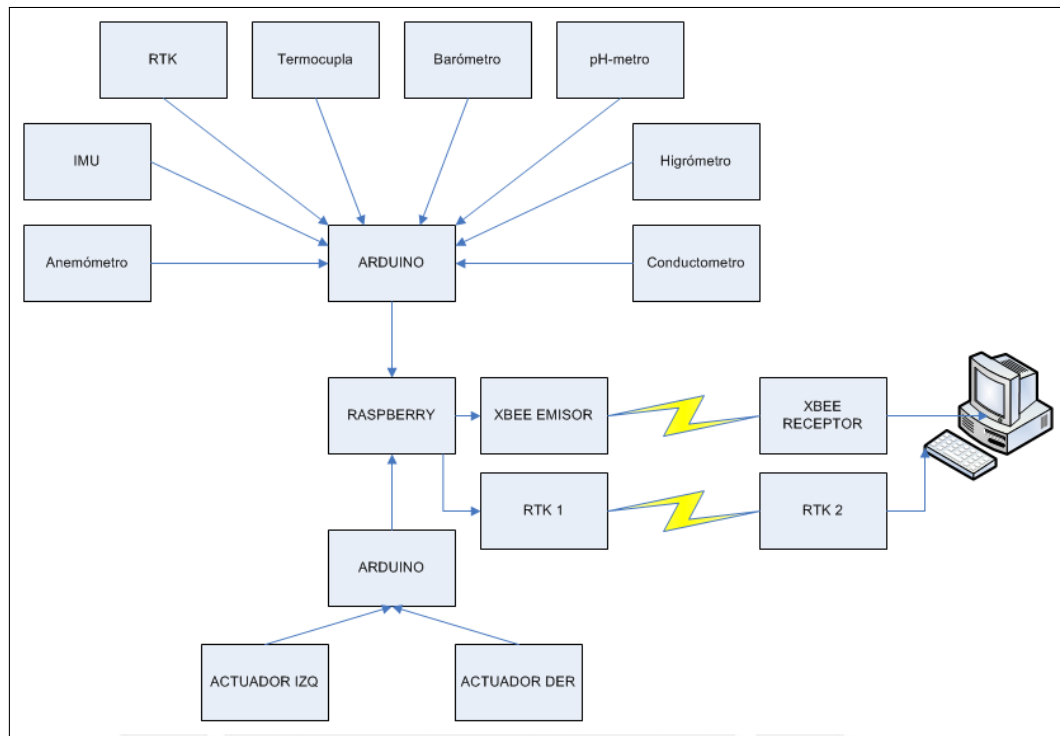 RTK
Termocupla
Barómetro
pH-metro
IMU
Higrómetro
Anemómetro
ARDUINO
Conductometro
RASPBERRY
XBEE EMISOR
XBEE
RECEPTOR
RTK 1
RTK 2
ARDUINO
ACTUADOR IZQ
ACTUADOR DER